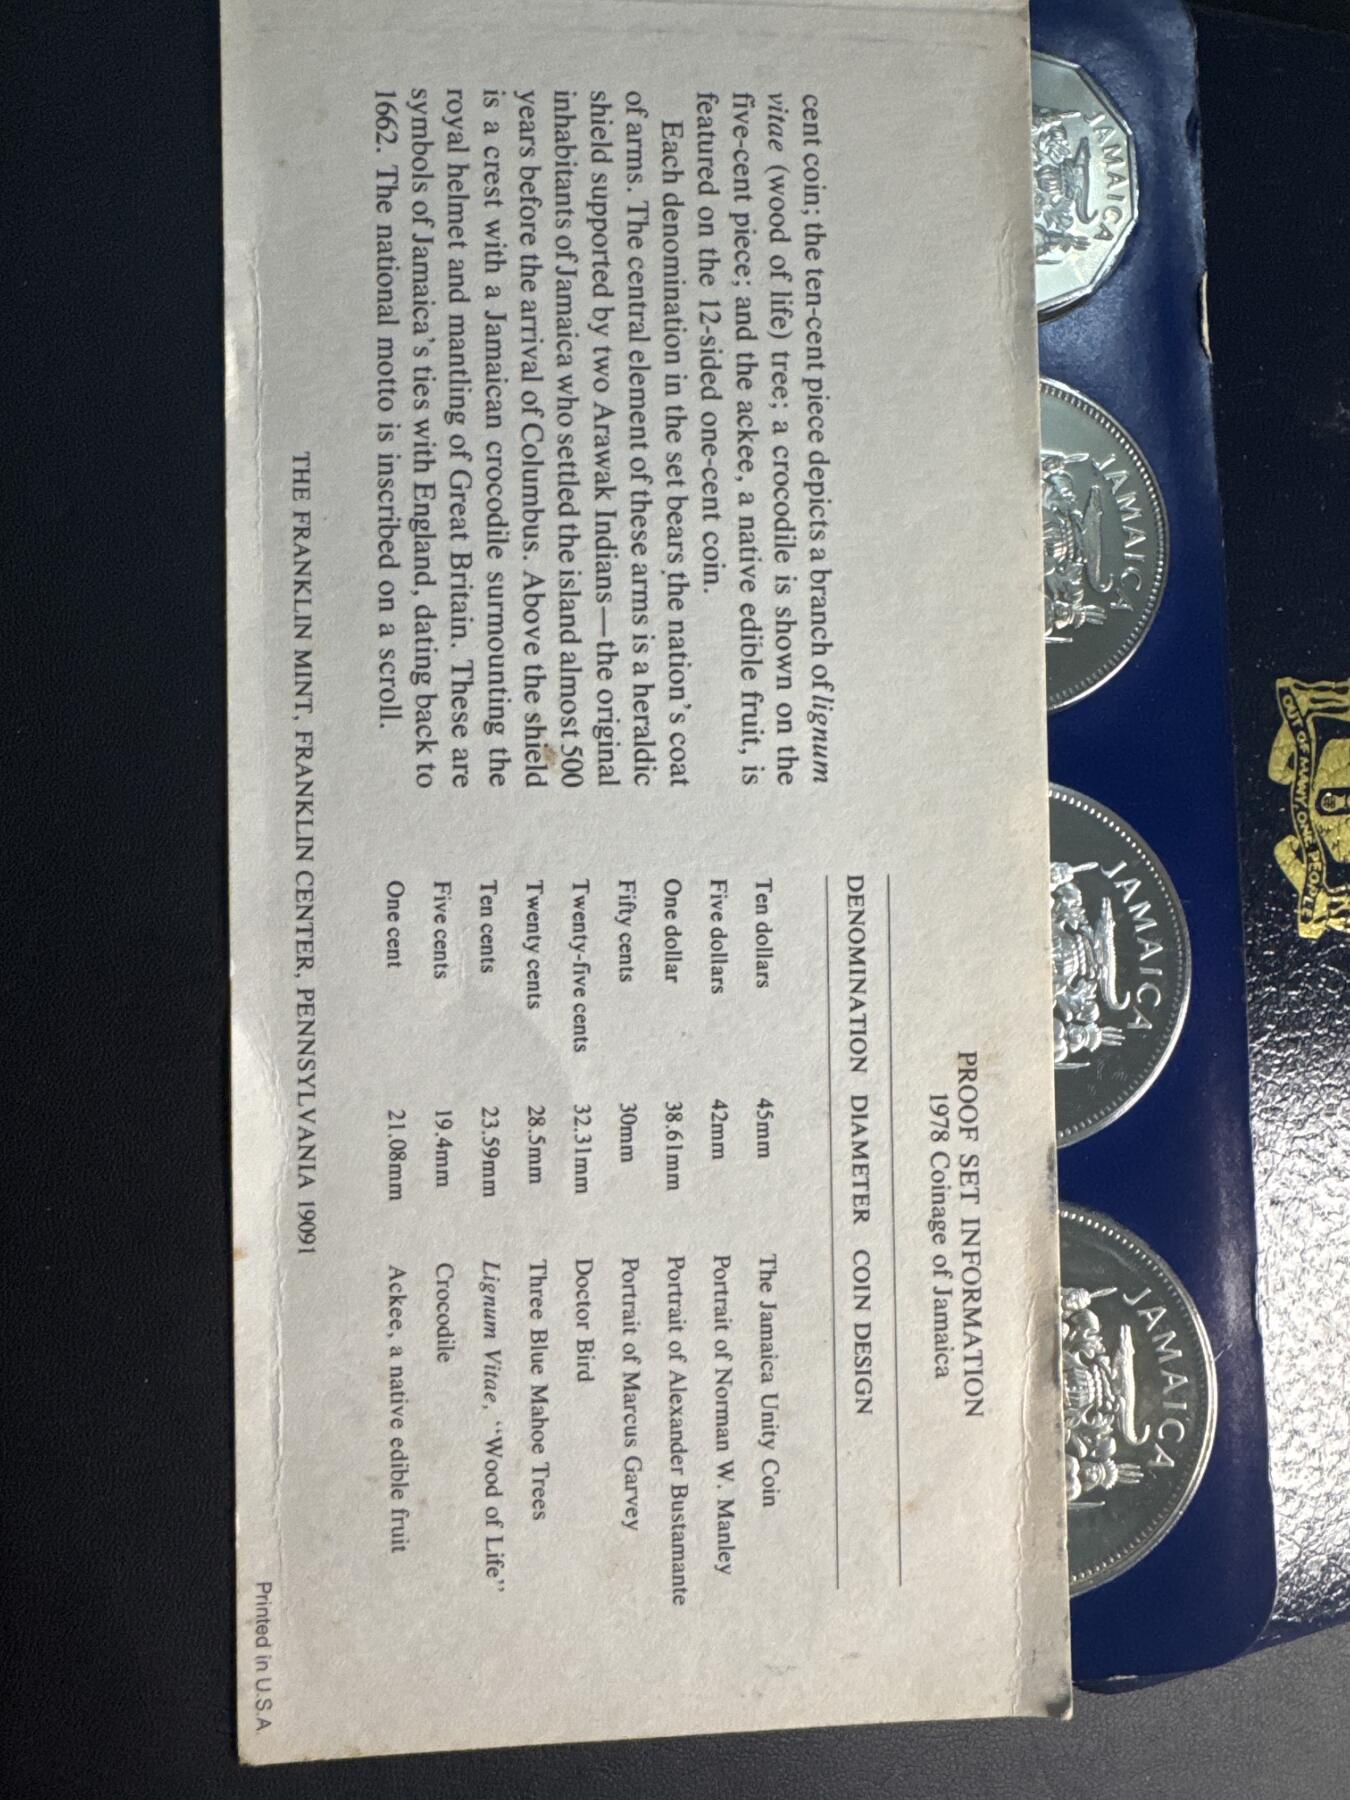 cent coin; the ten-cent piece depicts a branch of lignum
vitae (wood of life) tree; a crocodile is shown on the
five-cent piece; and the ackee, a native edible fruit, is
featured on the 12-sided one-cent coin.
Each denomination in the set bears the nation's coat
of arms. The central element of these arms is a heraldic
shield supported by two Arawak Indians—the original
inhabitants of Jamaica who settled the island almost 500
years before the arrival of Columbus. Above the shield
is a crest with a Jamaican crocodile surmounting the
royal helmet and mantling of Great Britain. These are
symbols of Jamaica's ties with England, dating back to
1662. The national motto is inscribed on a scroll.
PROOF SET INFORMATION
1978 Coinage of Jamaica
DENOMINATION DIAMETER COIN DESIGN
Ten dollars 45mm The Jamaica Unity Coin
Five dollars 42mm Portrait of Norman W. Manley
One dollar 38.61mm Portrait of Alexander Bustamante
Fifty cents 30mm Portrait of Marcus Garvey
Twenty-five cents 32.31mm Doctor Bird
Twenty cents 28.5mm Three Blue Mahoe Trees
Ten cents 23.59mm Lignum Vitae, "Wood of Life"
Five cents 19.4mm Crocodile
One cent 21.08mm Ackee, a native edible fruit
THE FRANKLIN MINT, FRANKLIN CENTER, PENNSYLVANIA 19091
Printed in U.S.A.
JAMAICA
JAMAICA
JAMAICA
JAMAICA
OUT OF MANY, ONE PEOPLE